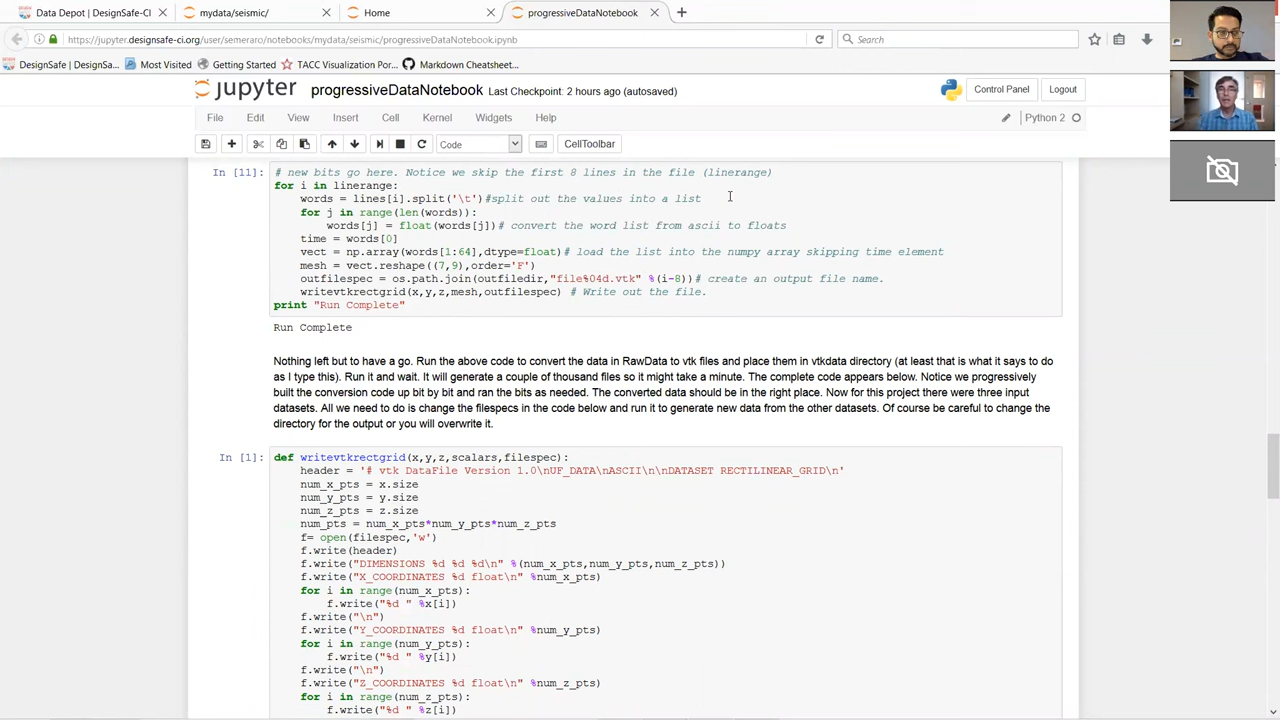 Data Depot | DesignSafe-CI
mydata/seismic/
Home
progressiveDataNotebook
https://jupyter.designsafe-ci.org/user/semeraro/notebooks/mydata/seismic/progressiveDataNotebook.ipynb
Search
DesignSafe | DesignSa...
Most Visited
Getting Started
TACC Visualization Por...
Markdown Cheatsheet...
jupyter
progressiveDataNotebook Last Checkpoint: 2 hours ago (autosaved)
Control Panel
Logout
File Edit View Insert Cell Kernel Widgets Help
Python 2
Code
CellToolbar
In [11]:
# new bits go here. Notice we skip the first 8 lines in the file (linerange)
for i in linerange:
words = lines[i].split('\t')#split out the values into a list
for j in range(len(words)):
words[j] = float(words[j])# convert the word list from ascii to floats
time = words[0]
vect = np.array(words[1:64],dtype=float)# load the list into the numpy array skipping time element
mesh = vect.reshape((7,9),order='F')
outfilespec = os.path.join(outfiledir,"file%04d.vtk" %(i-8))# create an output file name.
writevtkrectgrid(x,y,z,mesh,outfilespec) # Write out the file.
print "Run Complete"
Run Complete
Nothing left but to have a go. Run the above code to convert the data in RawData to vtk files and place them in vtkdata directory (at least that is what it says to do
as I type this). Run it and wait. It will generate a couple of thousand files so it might take a minute. The complete code appears below. Notice we progressively
built the conversion code up bit by bit and ran the bits as needed. The converted data should be in the right place. Now for this project there were three input
datasets. All we need to do is change the filespecs in the code below and run it to generate new data from the other datasets. Of course be careful to change the
directory for the output or you will overwrite it.
In [1]:
def writevtkrectgrid(x,y,z,scalars,filespec):
header = '# vtk DataFile Version 1.0\nUF_DATA\nASCII\n\nDATASET RECTILINEAR_GRID\n'
num_x_pts = x.size
num_y_pts = y.size
num_z_pts = z.size
num_pts = num_x_pts*num_y_pts*num_z_pts
f= open(filespec,'w')
f.write(header)
f.write("DIMENSIONS %d %d %d\n" %(num_x_pts,num_y_pts,num_z_pts))
f.write("X_COORDINATES %d float\n" %num_x_pts)
for i in range(num_x_pts):
f.write("%d " %x[i])
f.write("\n")
f.write("Y_COORDINATES %d float\n" %num_y_pts)
for i in range(num_y_pts):
f.write("%d " %y[i])
f.write("\n")
f.write("Z_COORDINATES %d float\n" %num_z_pts)
for i in range(num_z_pts):
f.write("%d " %z[i])